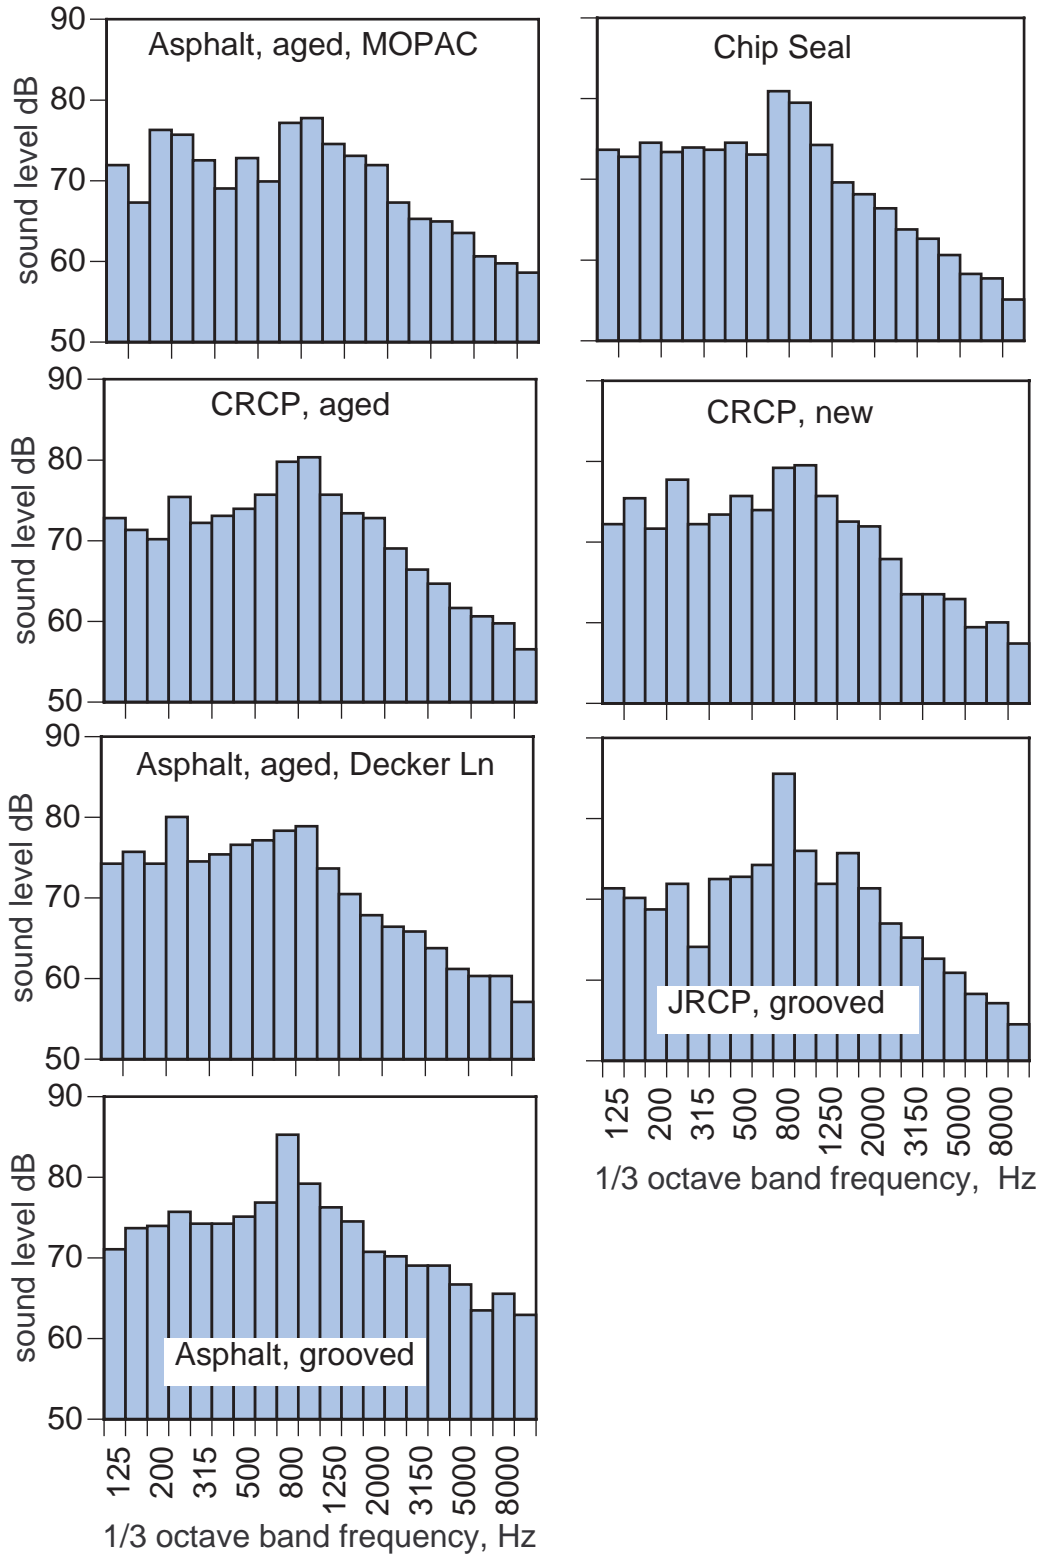 90
80
70
60
50
sound level dB
Asphalt, aged, MOPAC
Chip Seal
90
80
70
60
50
sound level dB
CRCP, aged
CRCP, new
90
80
70
60
50
sound level dB
Asphalt, aged, Decker Ln
JRCP, grooved
125 200 315 500 800 1250 2000 3150 5000 8000
1/3 octave band frequency, Hz
90
80
70
60
50
sound level dB
Asphalt, grooved
125 200 315 500 800 1250 2000 3150 5000 8000
1/3 octave band frequency, Hz